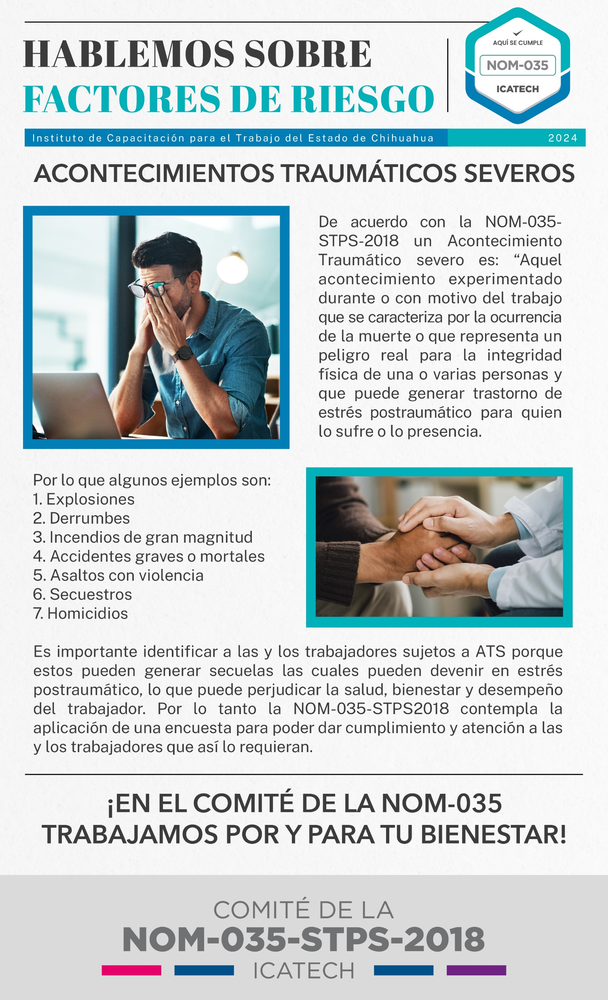 HABLEMOS SOBRE
FACTORES DE RIESGO
AQUÍ SE CUMPLE
NOM-035
ICATECH
Instituto de Capacitación para el Trabajo del Estado de Chihuahua
2024
ACONTECIMIENTOS TRAUMÁTICOS SEVEROS
De acuerdo con la NOM-035-
STPS-2018 un Acontecimiento
Traumático severo es: “Aquel
acontecimiento experimentado
durante o con motivo del trabajo
que se caracteriza por la ocurrencia
de la muerte o que representa un
peligro real para la integridad
física de una o varias personas y
que puede generar trastorno de
estrés postraumático para quien
lo sufre o lo presencia.
Por lo que algunos ejemplos son:
1. Explosiones
2. Derrumbes
3. Incendios de gran magnitud
4. Accidentes graves o mortales
5. Asaltos con violencia
6. Secuestros
7. Homicidios
Es importante identificar a las y los trabajadores sujetos a ATS porque
estos pueden generar secuelas las cuales pueden devenir en estrés
postraumático, lo que puede perjudicar la salud, bienestar y desempeño
del trabajador. Por lo tanto la NOM-035-STPS2018 contempla la
aplicación de una encuesta para poder dar cumplimiento y atención a las
y los trabajadores que así lo requieran.
¡EN EL COMITÉ DE LA NOM-035
TRABAJAMOS POR Y PARA TU BIENESTAR!
COMITÉ DE LA
NOM-035-STPS-2018
ICATECH